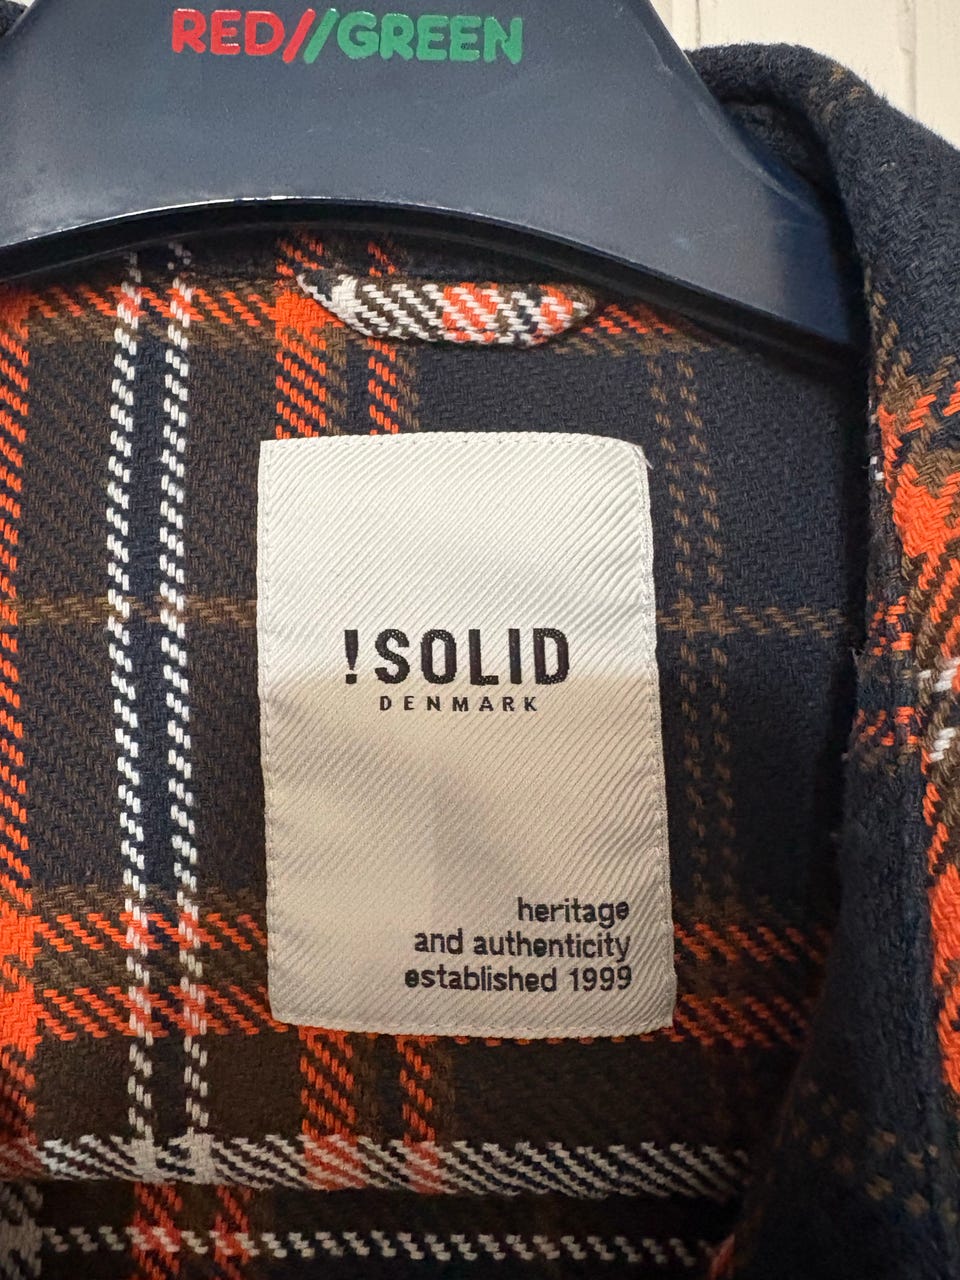 RED//GREEN
!SOLID
DENMARK
heritage
and authenticity
established 1999